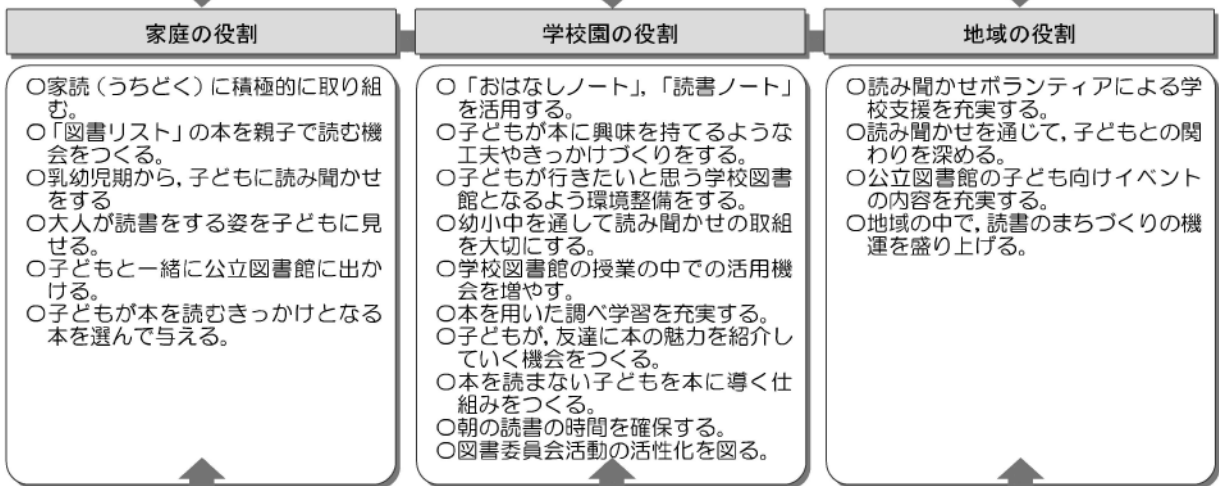 家庭の役割
○家読(うちどく)に積極的に取り組
む。
○「図書リスト」の本を親子で読む機
会をつくる。
○乳幼児期から,子どもに読み聞かせ
をする
○大人が読書をする姿を子どもに見
せる。
○子どもと一緒に公立図書館に出か
ける。
○子どもが本を読むきっかけとなる
本を選んで与える。
学校園の役割
○「おはなしノート」,「読書ノート」
を活用する。
○子どもが本に興味を持てるような
工夫やきっかけづくりをする。
○子どもが行きたいと思う学校図書
館となるよう環境整備をする。
○幼小中を通して読み聞かせの取組
を大切にする。
○学校図書館の授業の中での活用機
会を増やす。
○本を用いた調べ学習を充実する。
○子どもが,友達に本の魅力を紹介し
ていく機会をつくる。
○本を読まない子どもを本に導く仕
組みをつくる。
○朝の読書の時間を確保する。
○図書委員会活動の活性化を図る。
地域の役割
○読み聞かせボランティアによる学
校支援を充実する。
○読み聞かせを通じて,子どもとの関
わりを深める。
○公立図書館の子ども向けイベント
の内容を充実する。
○地域の中で,読書のまちづくりの機
運を盛り上げる。